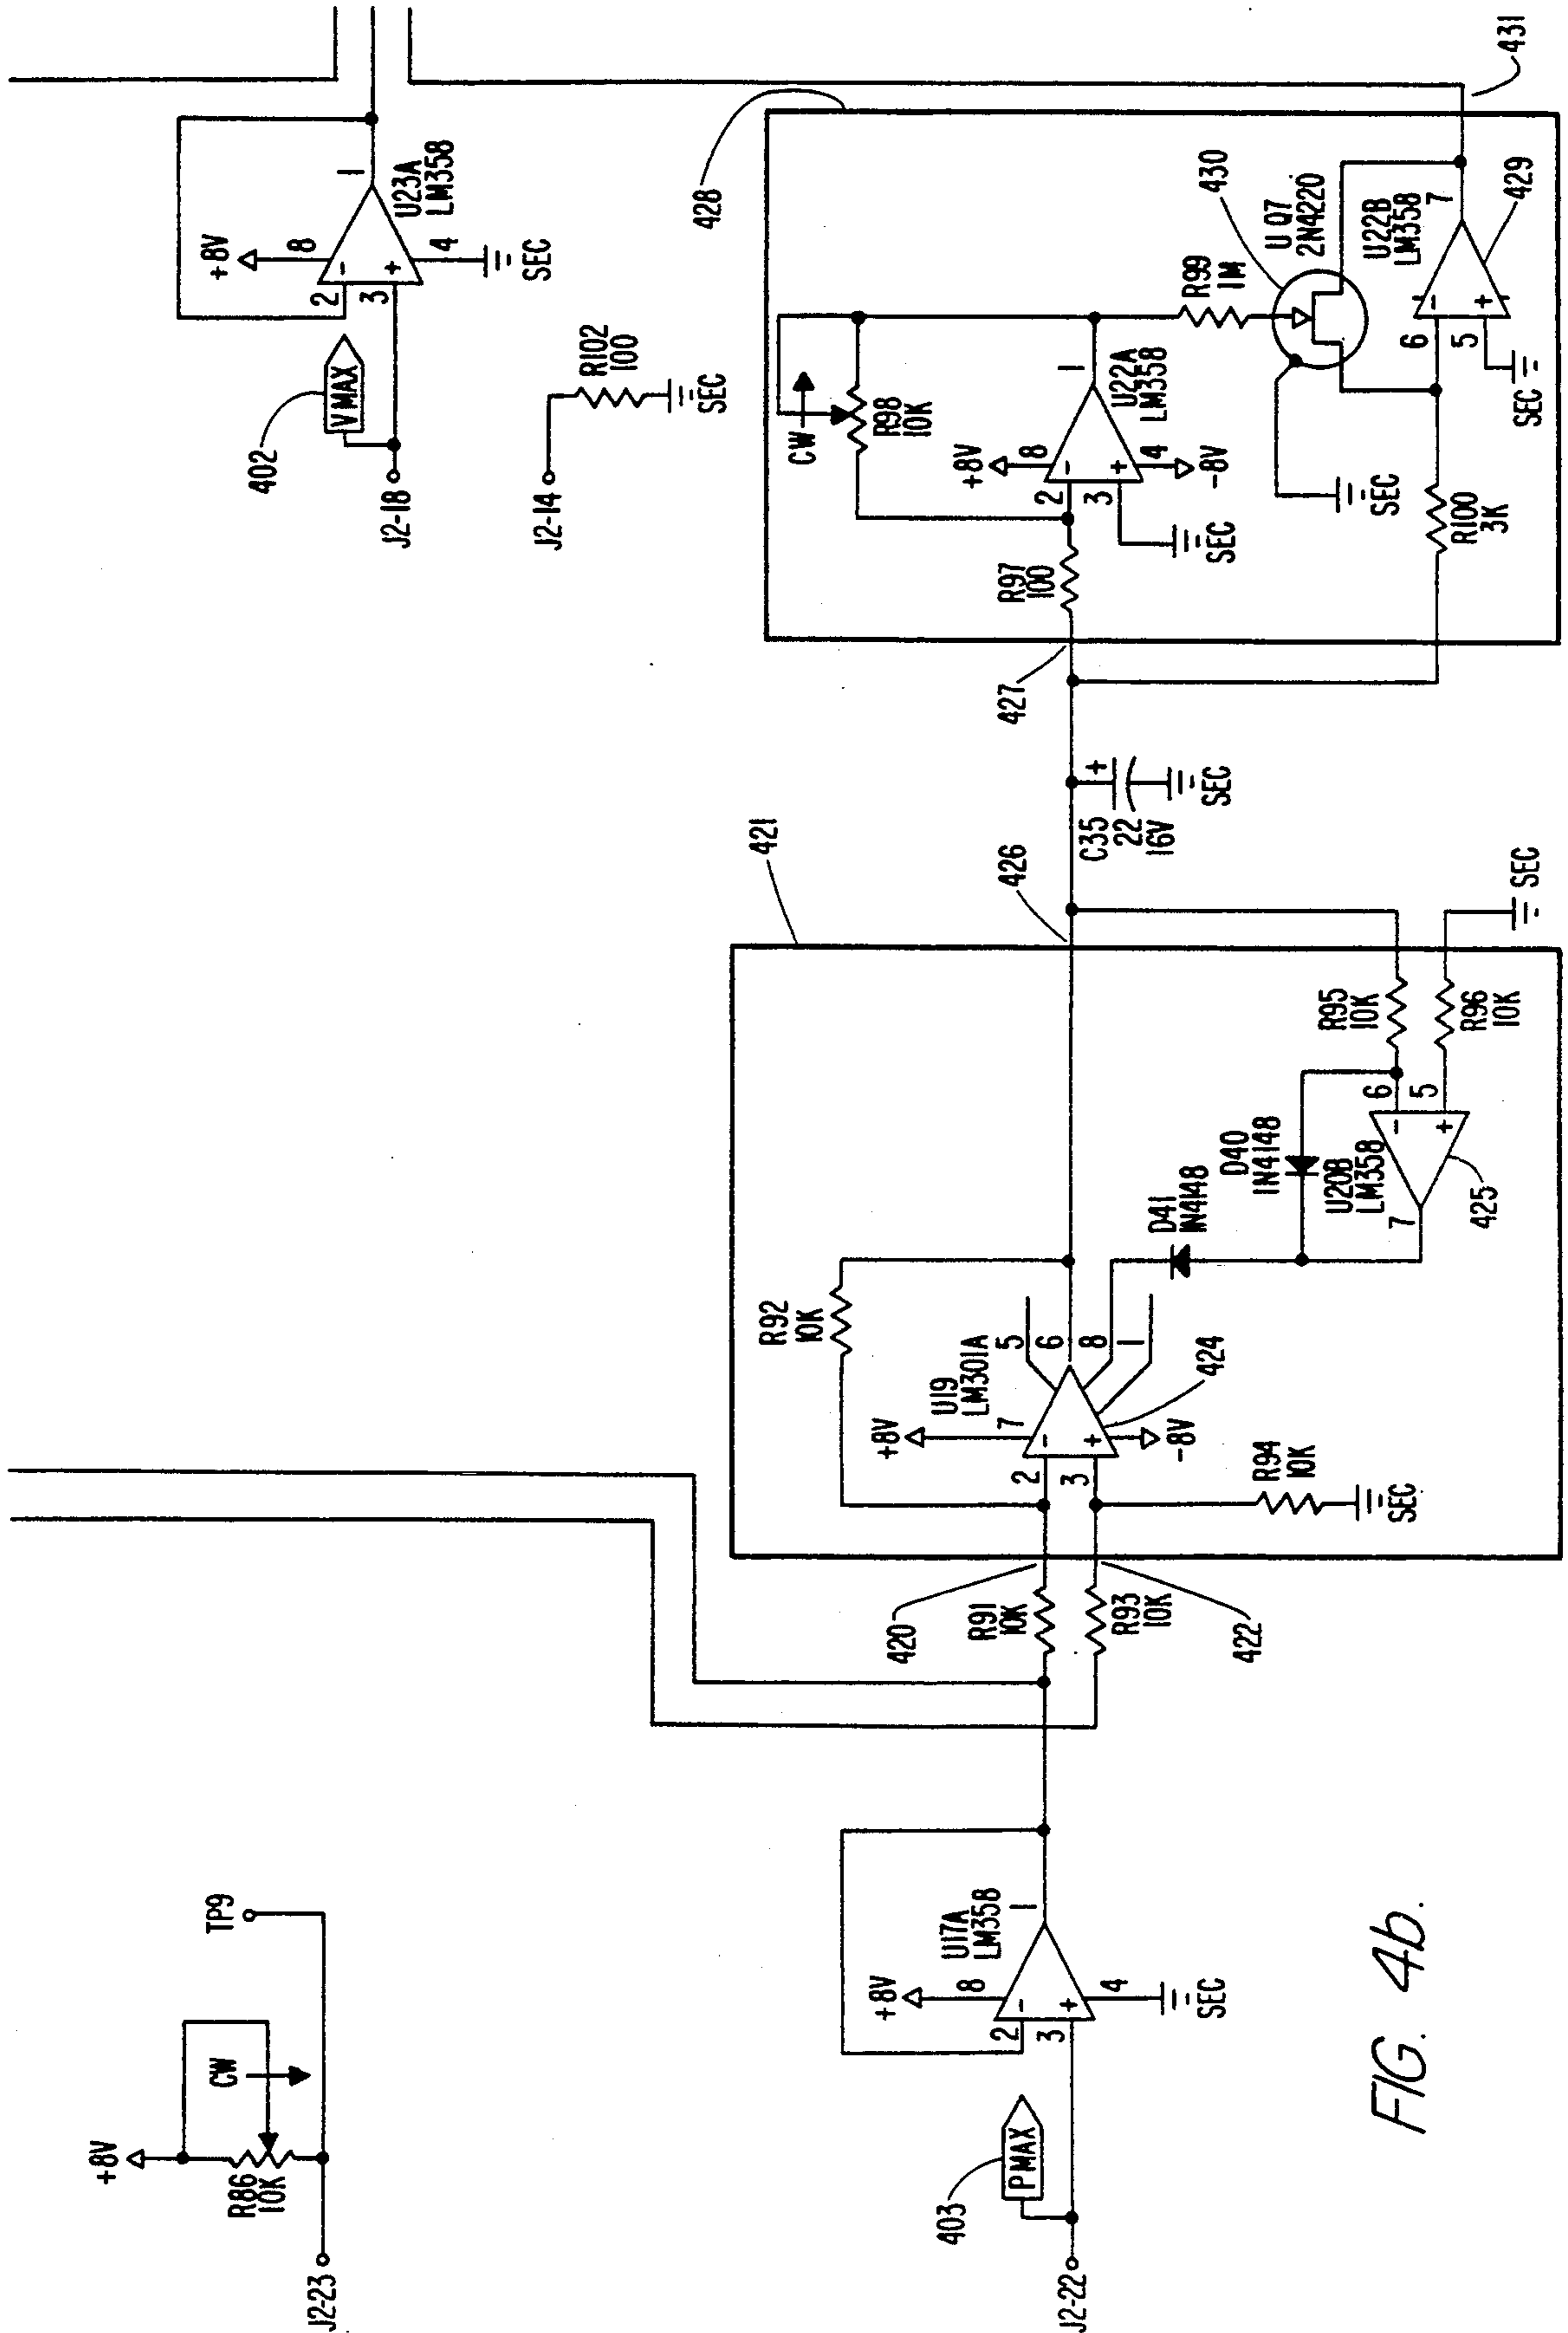 +8V
R86
10K
CW
TP9
J2-23
402
VMAX
J2-18
+8V
8
2
3
-
+
1
U23A
LM358
4
SEC
J2-14
R102
100
SEC
403
PMAX
J2-22
+8V
8
2
3
-
+
U17A
LM358
1
4
SEC
420
R91
10K
R93
10K
422
421
R92
10K
+8V
U19
LM301A
7
2
3
-
+
5
6
8
1
-8V
424
R94
10K
SEC
D41
1N4148
D40
1N4148
U20B
LM358
7
6
5
-
+
425
R95
10K
R96
10K
SEC
426
C35
22
16V
+
SEC
427
428
CW
R98
10K
R97
100
+8V
8
2
3
-
+
1
U22A
LM358
4
-8V
SEC
R99
1M
430
U Q7
2N4220
SEC
R100
3K
U22B
LM358
6
5
-
+
7
SEC
429
431
FIG. 4b.